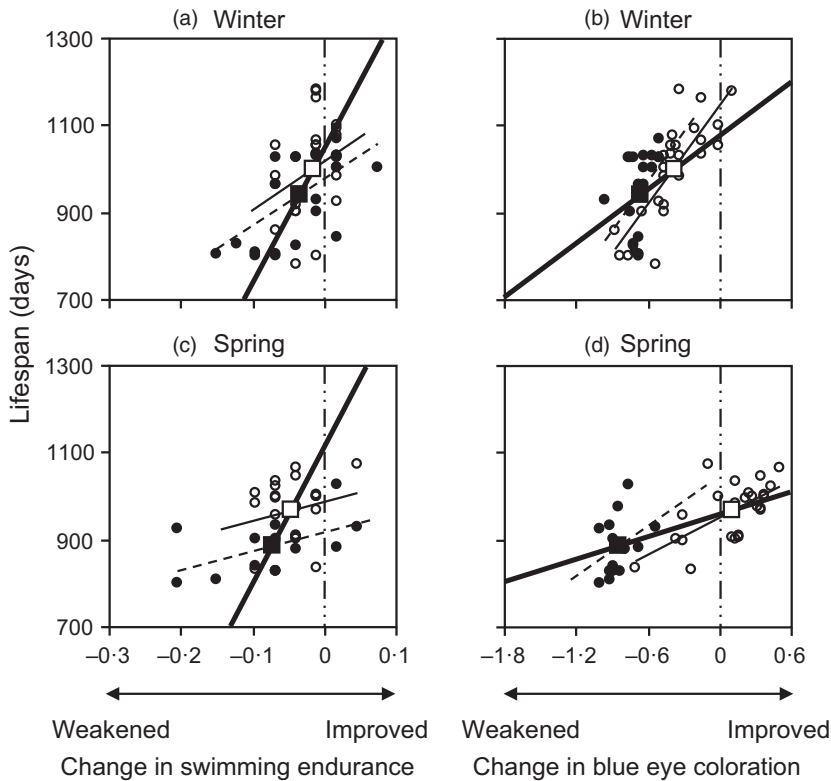 (a) Winter
(b) Winter
1300
1100
900
700
Lifespan (days)
(c) Spring
(d) Spring
1300
1100
900
700
–0·3 –0·2 –0·1 0 0·1
–1·8 –1·2 –0·6 0 0·6
Weakened Improved
Weakened Improved
Change in swimming endurance
Change in blue eye coloration